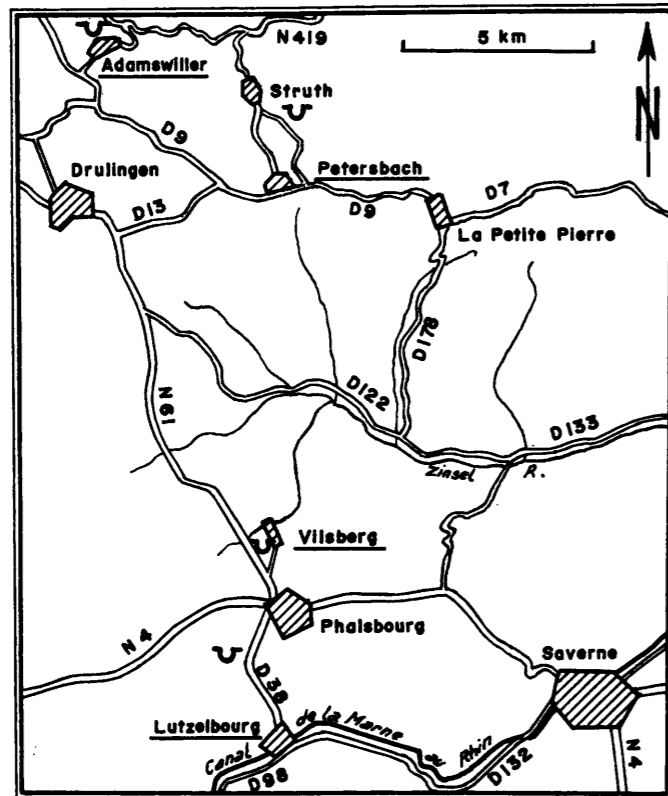 N 419
5 km
Adamswiller
Struth
N
D9
Drulingen
Petersbach
D7
D13
D9
La Petite Pierre
D178
N61
D122
D133
Zinsel R.
Vilsberg
Phalsbourg
N4
Saverne
D38
Lutzelbourg
Canal de la Marne au Rhin
D98
D132
N4